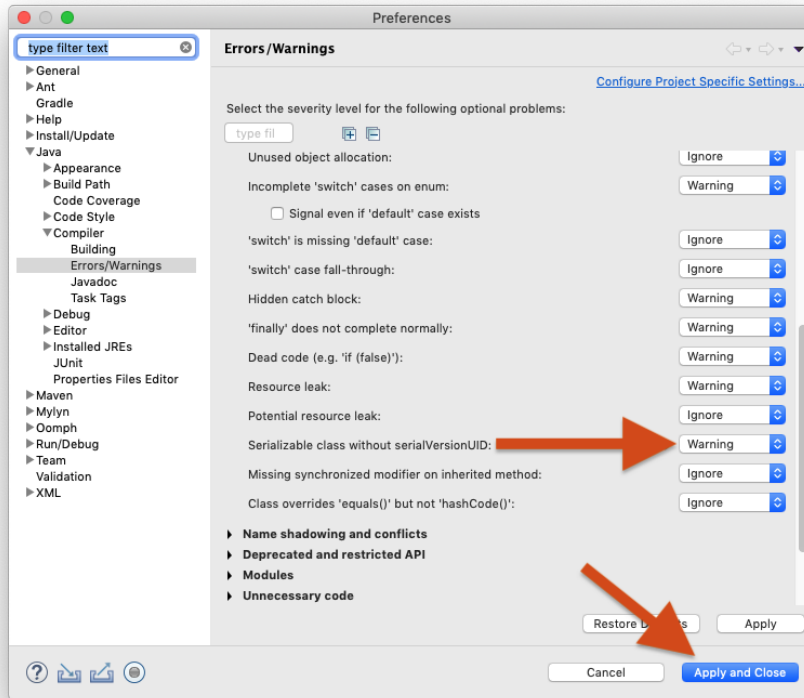 Preferences
type filter text
General
Ant
Gradle
Help
Install/Update
Java
Appearance
Build Path
Code Coverage
Code Style
Compiler
Building
Errors/Warnings
Javadoc
Task Tags
Debug
Editor
Installed JREs
JUnit
Properties Files Editor
Maven
Mylyn
Oomph
Run/Debug
Team
Validation
XML
Errors/Warnings
Configure Project Specific Settings...
Select the severity level for the following optional problems:
type fil
Unused object allocation: Ignore
Incomplete 'switch' cases on enum: Warning
Signal even if 'default' case exists
'switch' is missing 'default' case: Ignore
'switch' case fall-through: Ignore
Hidden catch block: Warning
'finally' does not complete normally: Warning
Dead code (e.g. 'if (false)'): Warning
Resource leak: Warning
Potential resource leak: Ignore
Serializable class without serialVersionUID: Warning
Missing synchronized modifier on inherited method: Ignore
Class overrides 'equals()' but not 'hashCode()': Ignore
Name shadowing and conflicts
Deprecated and restricted API
Modules
Unnecessary code
Restore Apply
? Cancel Apply and Close